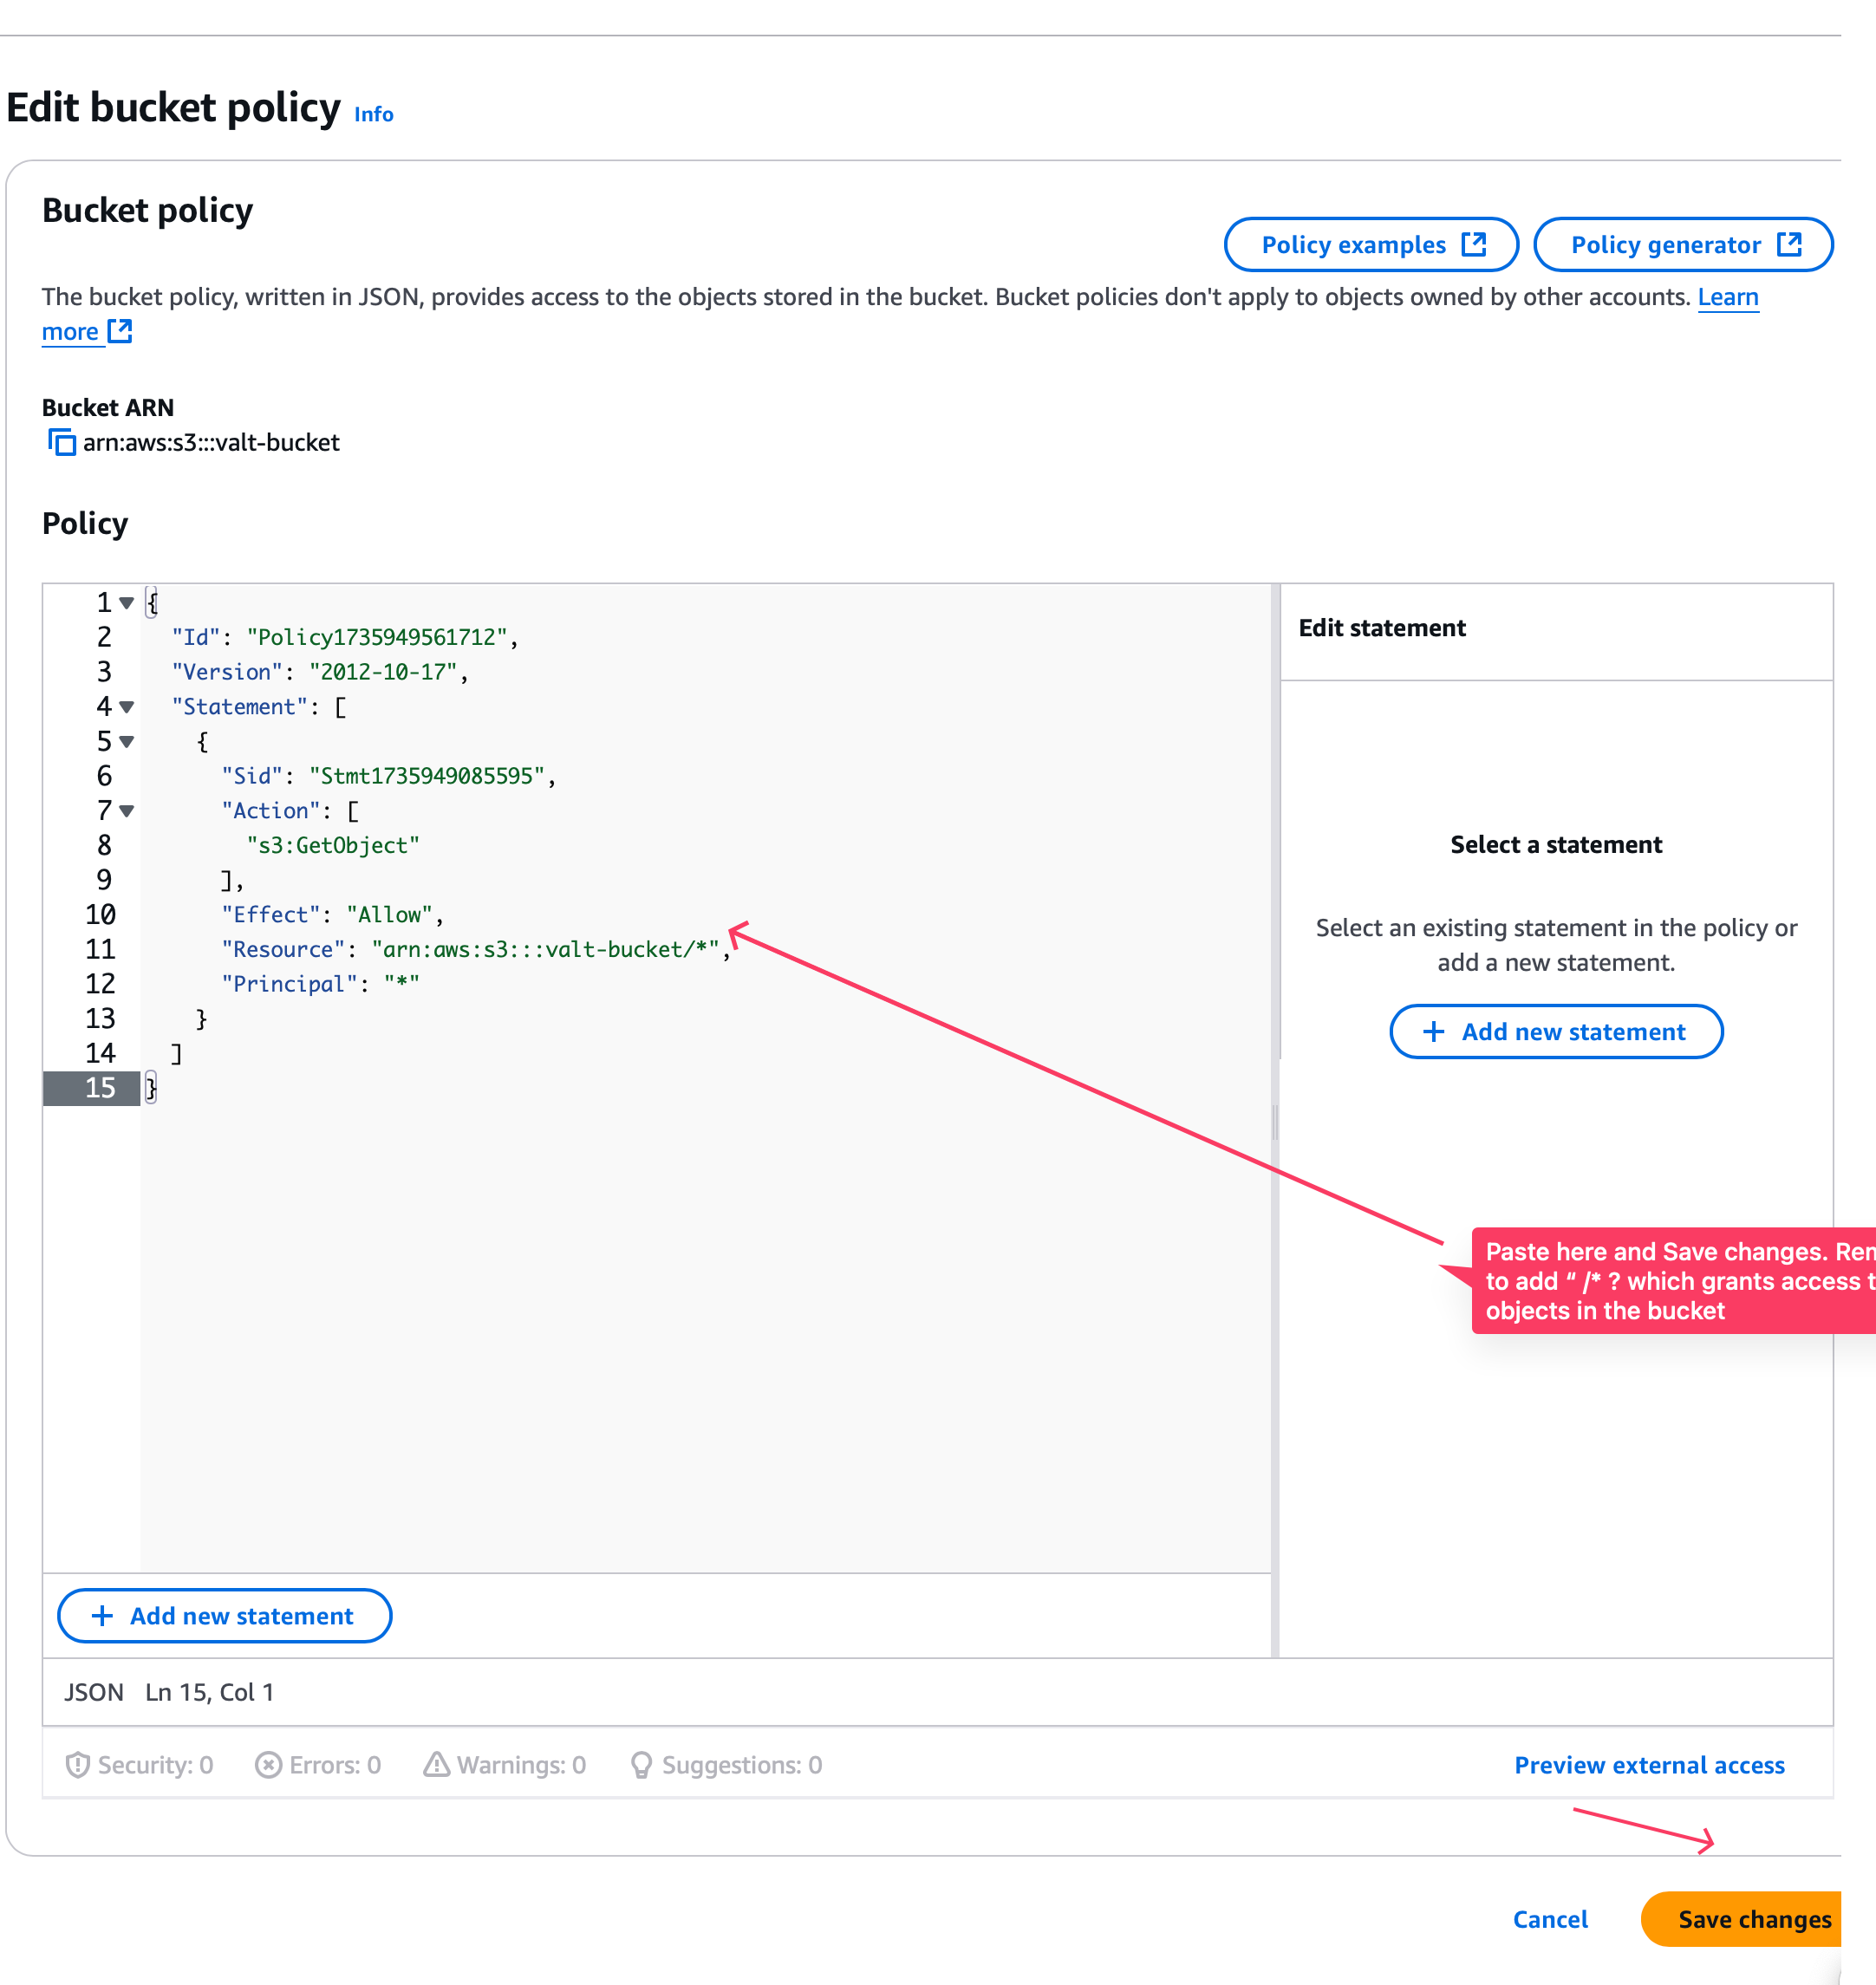 Edit bucket policy Info
Bucket policy
Policy examples
Policy generator
The bucket policy, written in JSON, provides access to the objects stored in the bucket. Bucket policies don't apply to objects owned by other accounts. Learn
more
Bucket ARN
arn:aws:s3:::valt-bucket
Policy
1 {
2 "Id": "Policy1735949561712",
3 "Version": "2012-10-17",
4 "Statement": [
5 {
6 "Sid": "Stmt1735949085595",
7 "Action": [
8 "s3:GetObject"
9 ],
10 "Effect": "Allow",
11 "Resource": "arn:aws:s3:::valt-bucket/*",
12 "Principal": "*"
13 }
14 ]
15 }
Edit statement
Select a statement
Select an existing statement in the policy or
add a new statement.
+ Add new statement
Paste here and Save changes.
to add “ /* ? which grants access
objects in the bucket
+ Add new statement
JSON Ln 15, Col 1
Security: 0 Errors: 0 Warnings: 0 Suggestions: 0
Preview external access
Cancel
Save changes